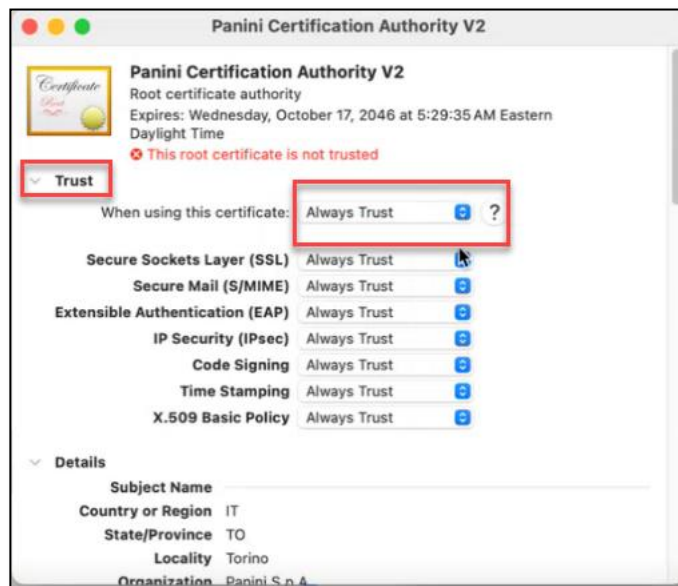 Panini Certification Authority V2
Certificate
Root
Panini Certification Authority V2
Root certificate authority
Expires: Wednesday, October 17, 2046 at 5:29:35 AM Eastern
Daylight Time
This root certificate is not trusted
Trust
When using this certificate: Always Trust ?
Secure Sockets Layer (SSL) Always Trust
Secure Mail (S/MIME) Always Trust
Extensible Authentication (EAP) Always Trust
IP Security (IPsec) Always Trust
Code Signing Always Trust
Time Stamping Always Trust
X.509 Basic Policy Always Trust
Details
Subject Name
Country or Region IT
State/Province TO
Locality Torino
Organization Panini S.p.A.